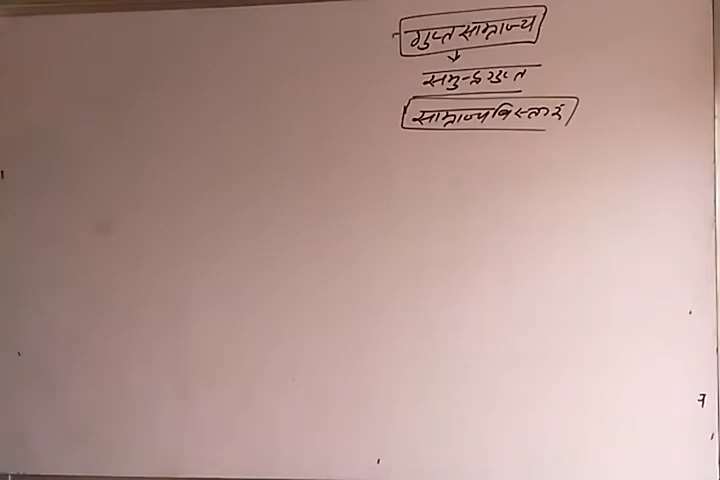 गुप्त साम्राज्य
समुन्द्रगुप्त
साम्राज्य विस्तार